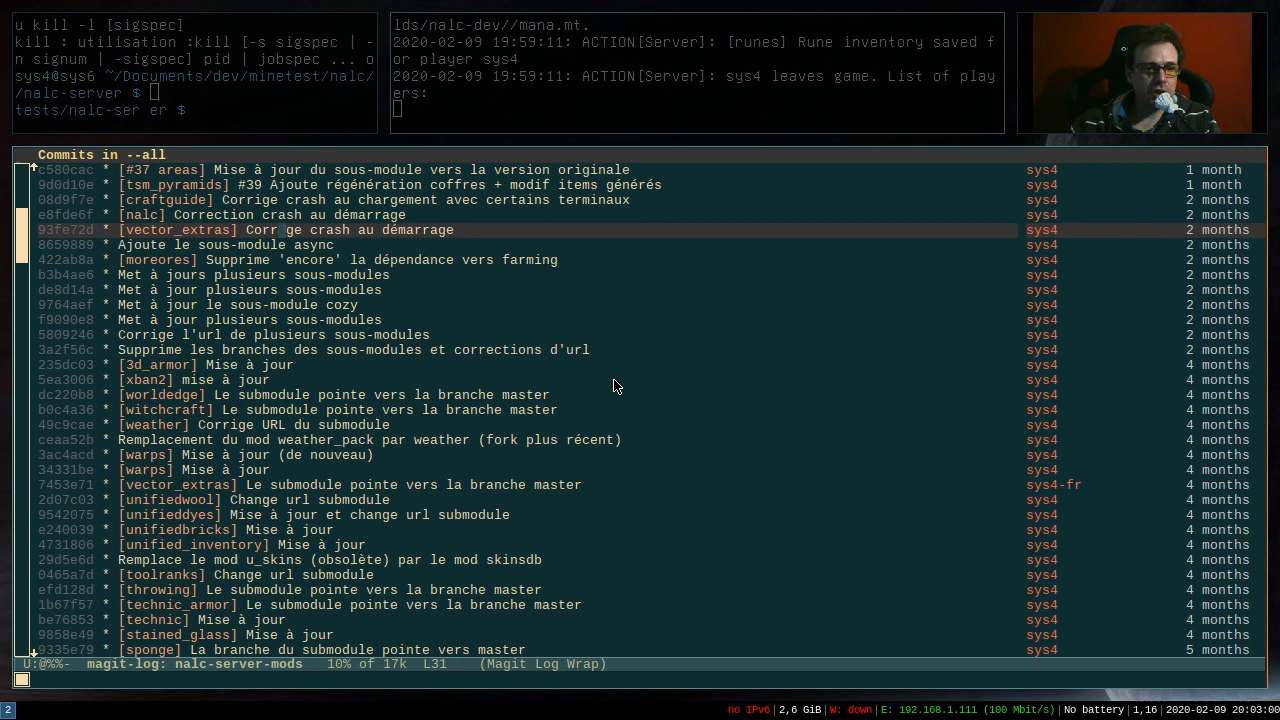 u kill -l [sigspec]
kill : utilisation :kill [-s sigspec | -
n signum | -sigspec] pid | jobspec ... o
sys4@sys6 ~/Documents/dev/minetest/nalc/
/nalc-server $
tests/nalc-ser er $
lds/nalc-dev//mana.mt.
2020-02-09 19:59:11: ACTION[Server]: [runes] Rune inventory saved f
or player sys4
2020-02-09 19:59:11: ACTION[Server]: sys4 leaves game. List of play
ers:
Commits in --all
c580cac * [#37 areas] Mise à jour du sous-module vers la version originale sys4 1 month
9d0d10e * [tsm_pyramids] #39 Ajoute régénération coffres + modif items générés sys4 1 month
08d9f7e * [craftguide] Corrige crash au chargement avec certains terminaux sys4 2 months
e8fde6f * [nalc] Correction crash au démarrage sys4 2 months
93fe72d * [vector_extras] Corrige crash au démarrage sys4 2 months
8659889 * Ajoute le sous-module async sys4 2 months
422ab8a * [moreores] Supprime 'encore' la dépendance vers farming sys4 2 months
b3b4ae6 * Met à jours plusieurs sous-modules sys4 2 months
de8d14a * Met à jour plusieurs sous-modules sys4 2 months
9764aef * Met à jour le sous-module cozy sys4 2 months
f9090e8 * Met à jour plusieurs sous-modules sys4 2 months
5809246 * Corrige l'url de plusieurs sous-modules sys4 2 months
3a2f56c * Supprime les branches des sous-modules et corrections d'url sys4 2 months
235dc03 * [3d_armor] Mise à jour sys4 4 months
5ea3006 * [xban2] mise à jour sys4 4 months
dc220b8 * [worldedge] Le submodule pointe vers la branche master sys4 4 months
b0c4a36 * [witchcraft] Le submodule pointe vers la branche master sys4 4 months
49c9cae * [weather] Corrige URL du submodule sys4 4 months
ceaa52b * Remplacement du mod weather_pack par weather (fork plus récent) sys4 4 months
3ac4acd * [warps] Mise à jour (de nouveau) sys4 4 months
34331be * [warps] Mise à jour sys4 4 months
7453e71 * [vector_extras] Le submodule pointe vers la branche master sys4-fr 4 months
2d07c03 * [unifiedwool] Change url submodule sys4 4 months
9542075 * [unifieddyes] Mise à jour et change url submodule sys4 4 months
e240039 * [unifiedbricks] Mise à jour sys4 4 months
4731806 * [unified_inventory] Mise à jour sys4 4 months
29d5e6d * Remplace le mod u_skins (obsolète) par le mod skinsdb sys4 4 months
0465a7d * [toolranks] Change url submodule sys4 4 months
efd128d * [throwing] Le submodule pointe vers la branche master sys4 4 months
1b67f57 * [technic_armor] Le submodule pointe vers la branche master sys4 4 months
be76853 * [technic] Mise à jour sys4 4 months
9858e49 * [stained_glass] Mise à jour sys4 4 months
9335e79 * [sponge] La branche du submodule pointe vers master sys4 5 months
U:@%%- magit-log: nalc-server-mods 10% of 17k L31 (Magit Log Wrap)
2 no IPv6|2,6 GiB|W: down|E: 192.168.1.111 (100 Mbit/s)|No battery|1,16|2020-02-09 20:03:00